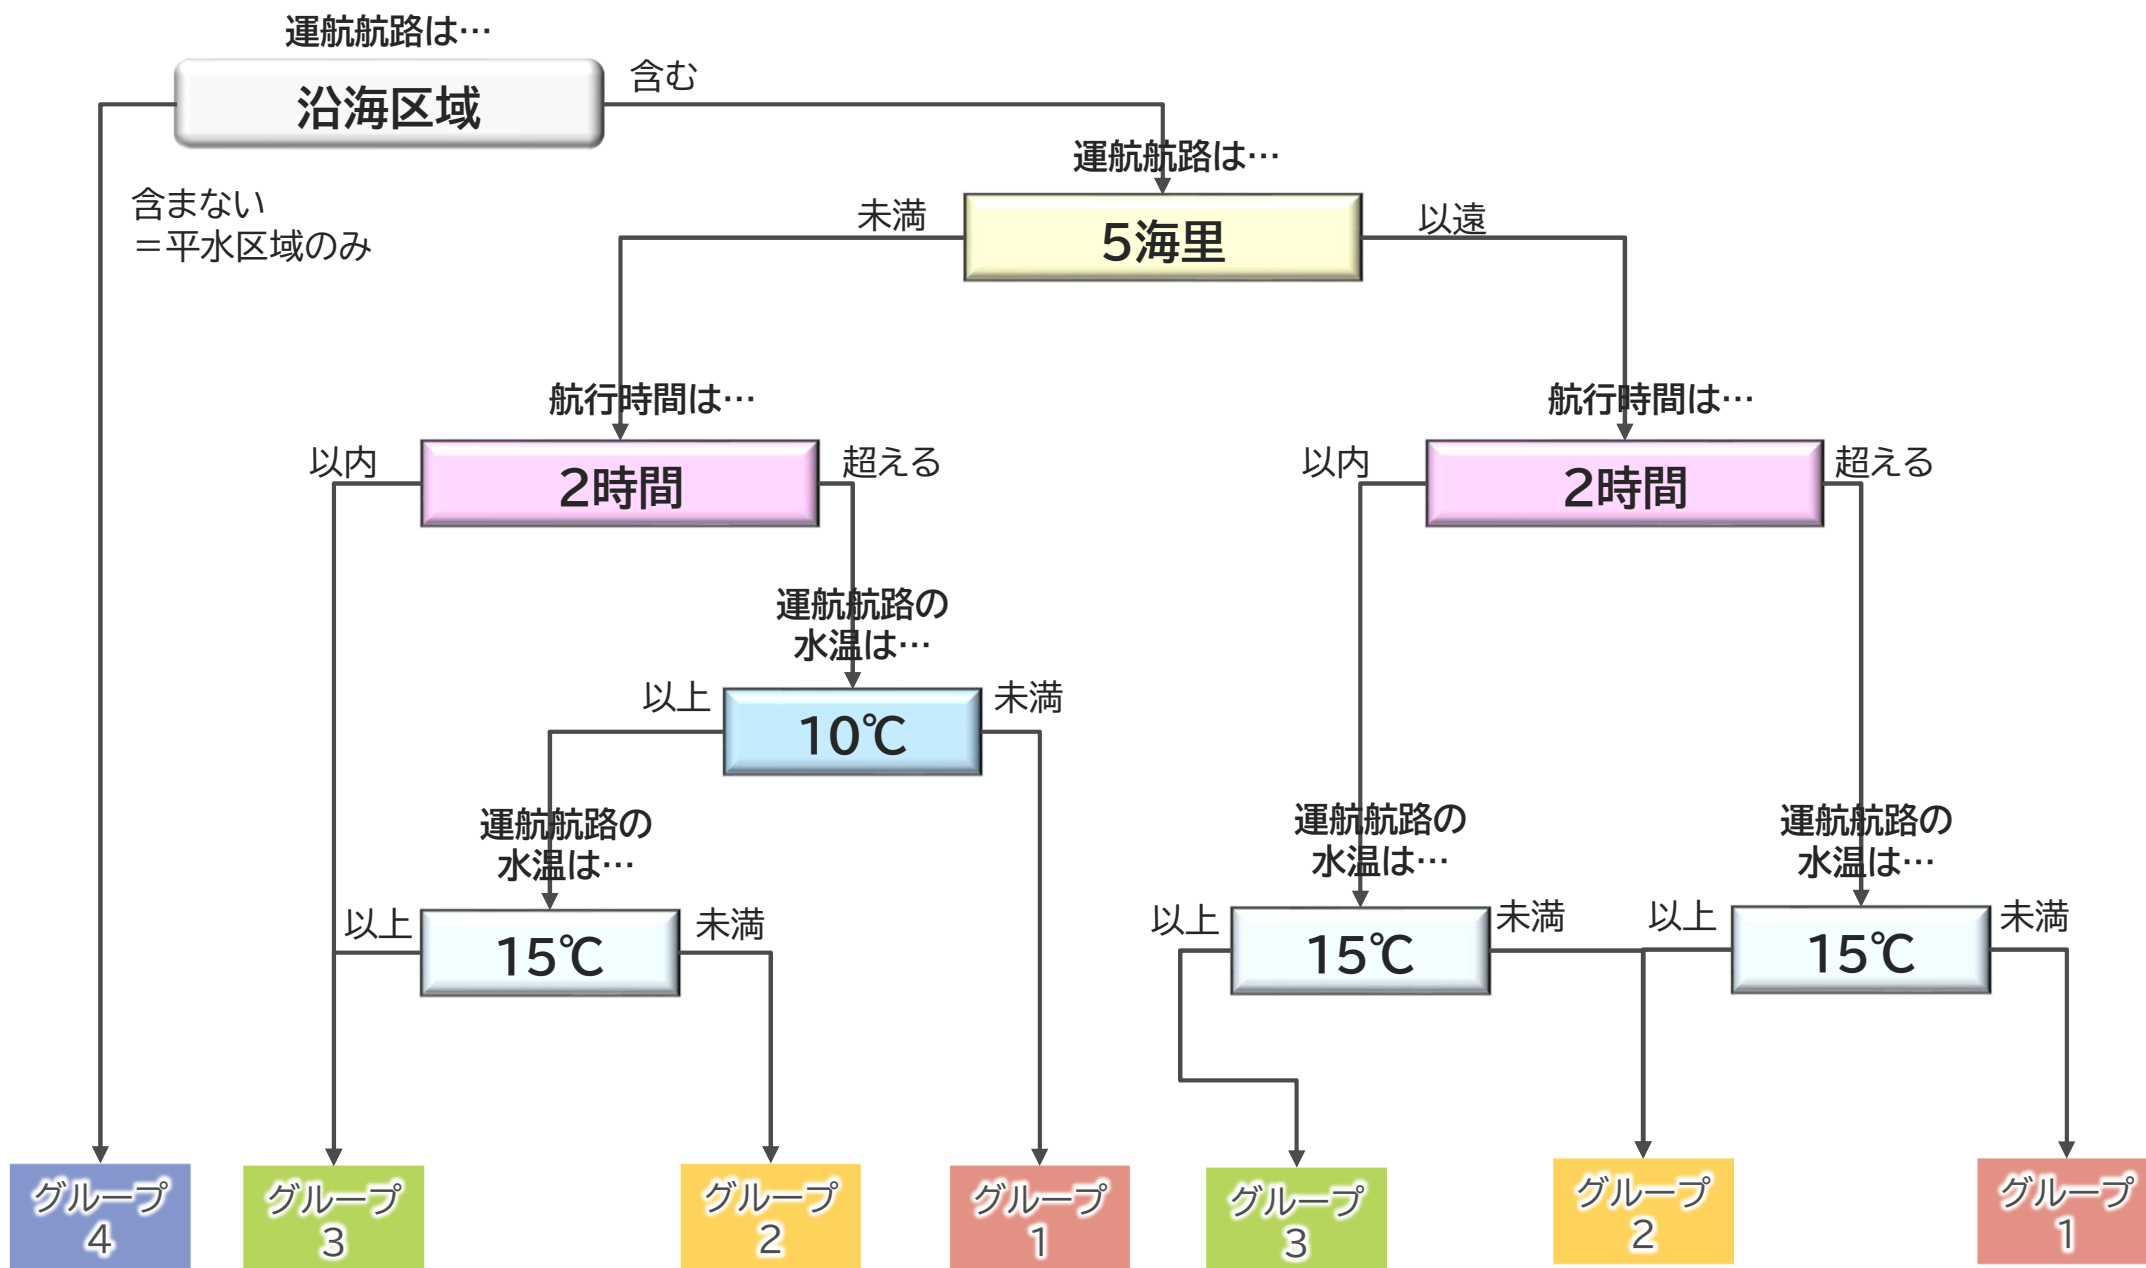 運航航路は…
沿海区域
含む
含まない
＝平水区域のみ
運航航路は…
未満
5海里
以遠
航行時間は…
以内
2時間
超える
航行時間は…
以内
2時間
超える
運航航路の
水温は…
以上
10℃
未満
運航航路の
水温は…
以上
15℃
未満
運航航路の
水温は…
以上
15℃
未満
運航航路の
水温は…
以上
15℃
未満
グループ
4
グループ
3
グループ
2
グループ
1
グループ
3
グループ
2
グループ
1